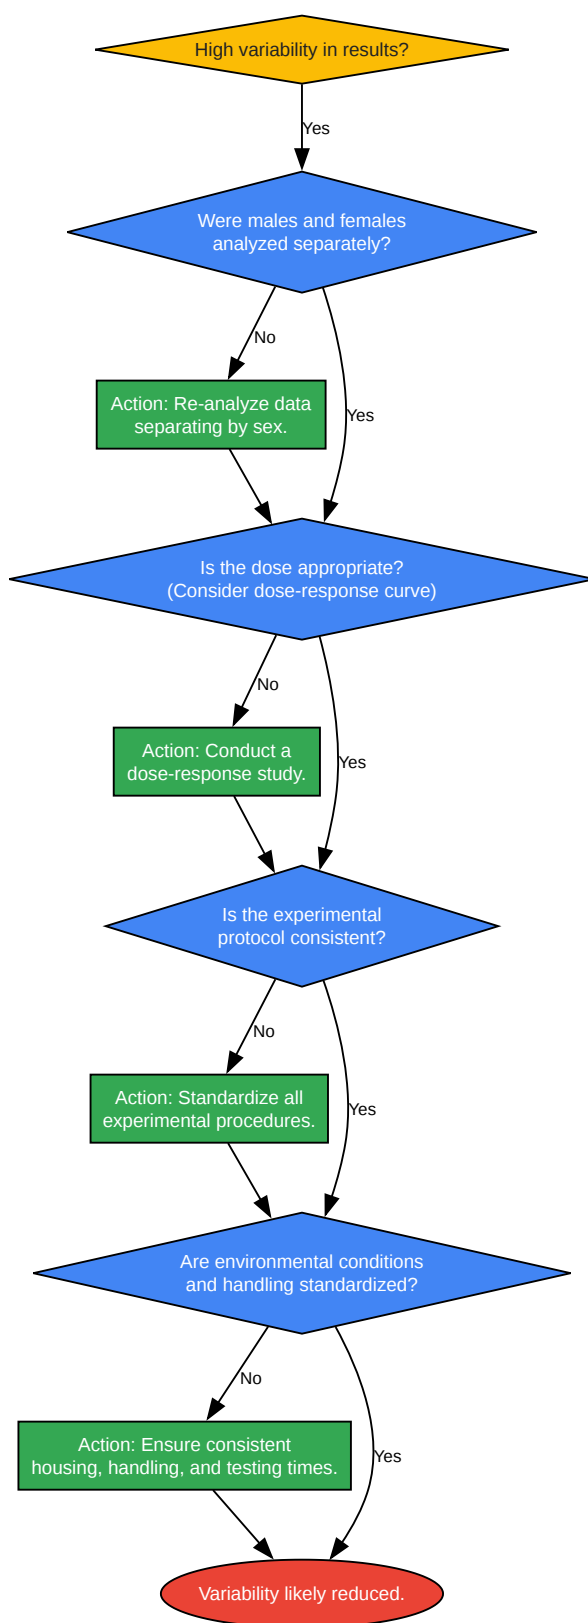 High variability in results?
Yes
Were males and females
analyzed separately?
No
Action: Re-analyze data
separating by sex.
Yes
Is the dose appropriate?
(Consider dose-response curve)
No
Action: Conduct a
dose-response study.
Yes
Is the experimental
protocol consistent?
No
Action: Standardize all
experimental procedures.
Yes
Are environmental conditions
and handling standardized?
No
Action: Ensure consistent
housing, handling, and testing times.
Yes
Variability likely reduced.